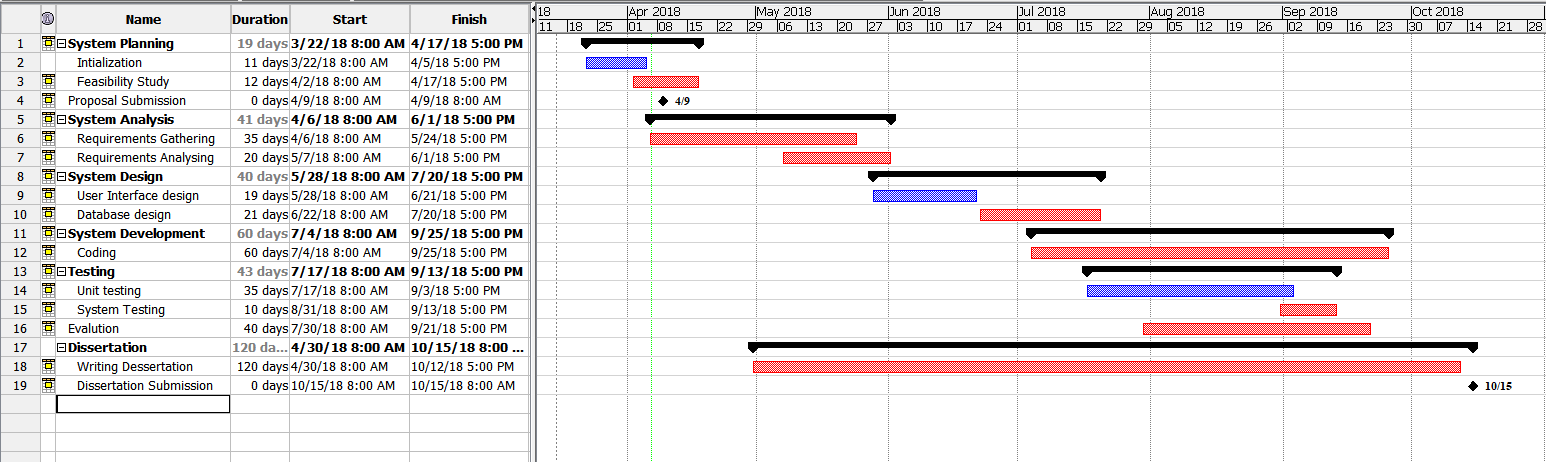 Name Duration Start Finish
18 Apr 2018 May 2018 Jun 2018 Jul 2018 Aug 2018 Sep 2018 Oct 2018
11 18 25 01 08 15 22 29 06 13 20 27 03 10 17 24 01 08 15 22 29 05 12 19 26 02 09 16 23 30 07 14 21 28
1 System Planning 19 days 3/22/18 8:00 AM 4/17/18 5:00 PM
2 Intialization 11 days 3/22/18 8:00 AM 4/5/18 5:00 PM
3 Feasibility Study 12 days 4/2/18 8:00 AM 4/17/18 5:00 PM
4 Proposal Submission 0 days 4/9/18 8:00 AM 4/9/18 8:00 AM 4/9
5 System Analysis 41 days 4/6/18 8:00 AM 6/1/18 5:00 PM
6 Requirements Gathering 35 days 4/6/18 8:00 AM 5/24/18 5:00 PM
7 Requirements Analysing 20 days 5/7/18 8:00 AM 6/1/18 5:00 PM
8 System Design 40 days 5/28/18 8:00 AM 7/20/18 5:00 PM
9 User Interface design 19 days 5/28/18 8:00 AM 6/21/18 5:00 PM
10 Database design 21 days 6/22/18 8:00 AM 7/20/18 5:00 PM
11 System Development 60 days 7/4/18 8:00 AM 9/25/18 5:00 PM
12 Coding 60 days 7/4/18 8:00 AM 9/25/18 5:00 PM
13 Testing 43 days 7/17/18 8:00 AM 9/13/18 5:00 PM
14 Unit testing 35 days 7/17/18 8:00 AM 9/3/18 5:00 PM
15 System Testing 10 days 8/31/18 8:00 AM 9/13/18 5:00 PM
16 Evalution 40 days 7/30/18 8:00 AM 9/21/18 5:00 PM
17 Dissertation 120 da... 4/30/18 8:00 AM 10/15/18 8:00 ...
18 Writing Dessertation 120 days 4/30/18 8:00 AM 10/12/18 5:00 PM
19 Dissertation Submission 0 days 10/15/18 8:00 AM 10/15/18 8:00 AM 10/15